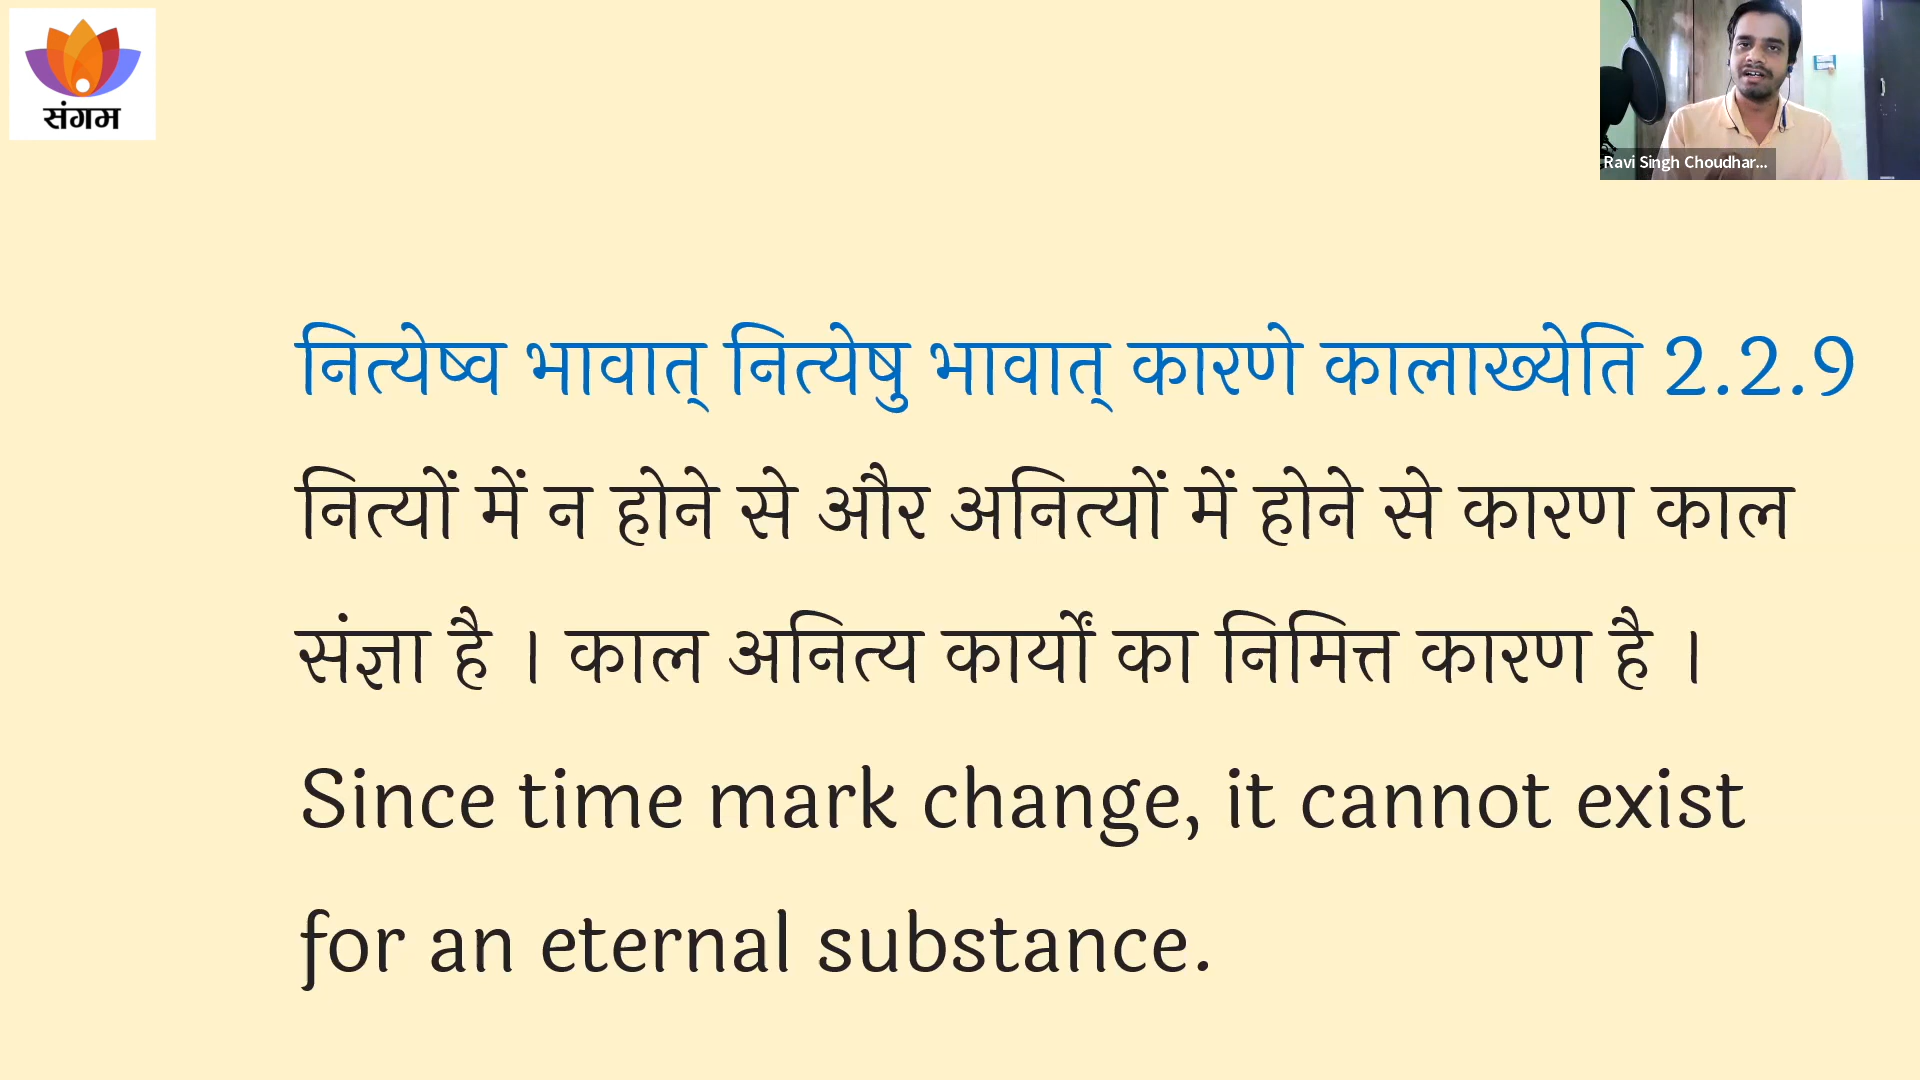 संगम
Ravi Singh Choudhar...
नित्येष्व भावात् नित्येषु भावात् कारणे कालाख्येति 2.2.9
नित्यों में न होने से और अनित्यों में होने से कारण काल
संज्ञा है । काल अनित्य कार्यों का निमित्त कारण है ।
Since time mark change, it cannot exist
for an eternal substance.